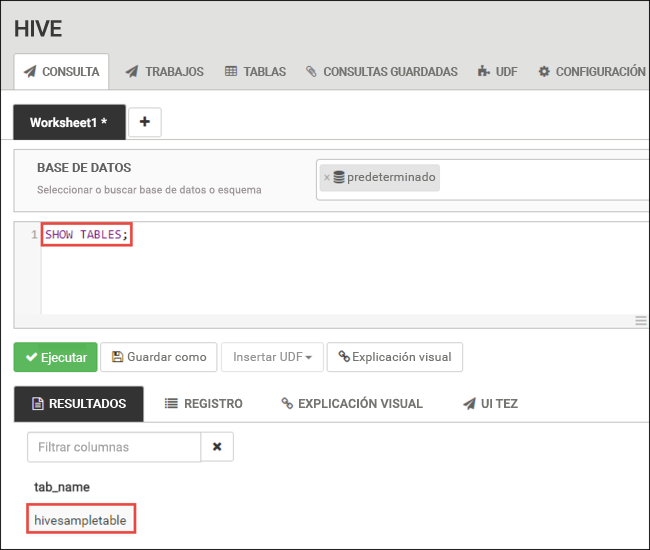 HIVE
CONSULTA TRABAJOS TABLAS CONSULTAS GUARDADAS UDF CONFIGURACIÓN
Worksheet1 * +
BASE DE DATOS
Seleccionar o buscar base de datos o esquema
× predeterminado
1 SHOW TABLES;
Ejecutar Guardar como Insertar UDF Explicación visual
RESULTADOS REGISTRO EXPLICACIÓN VISUAL UI TEZ
Filtrar columnas
tab_name
hivesampletable